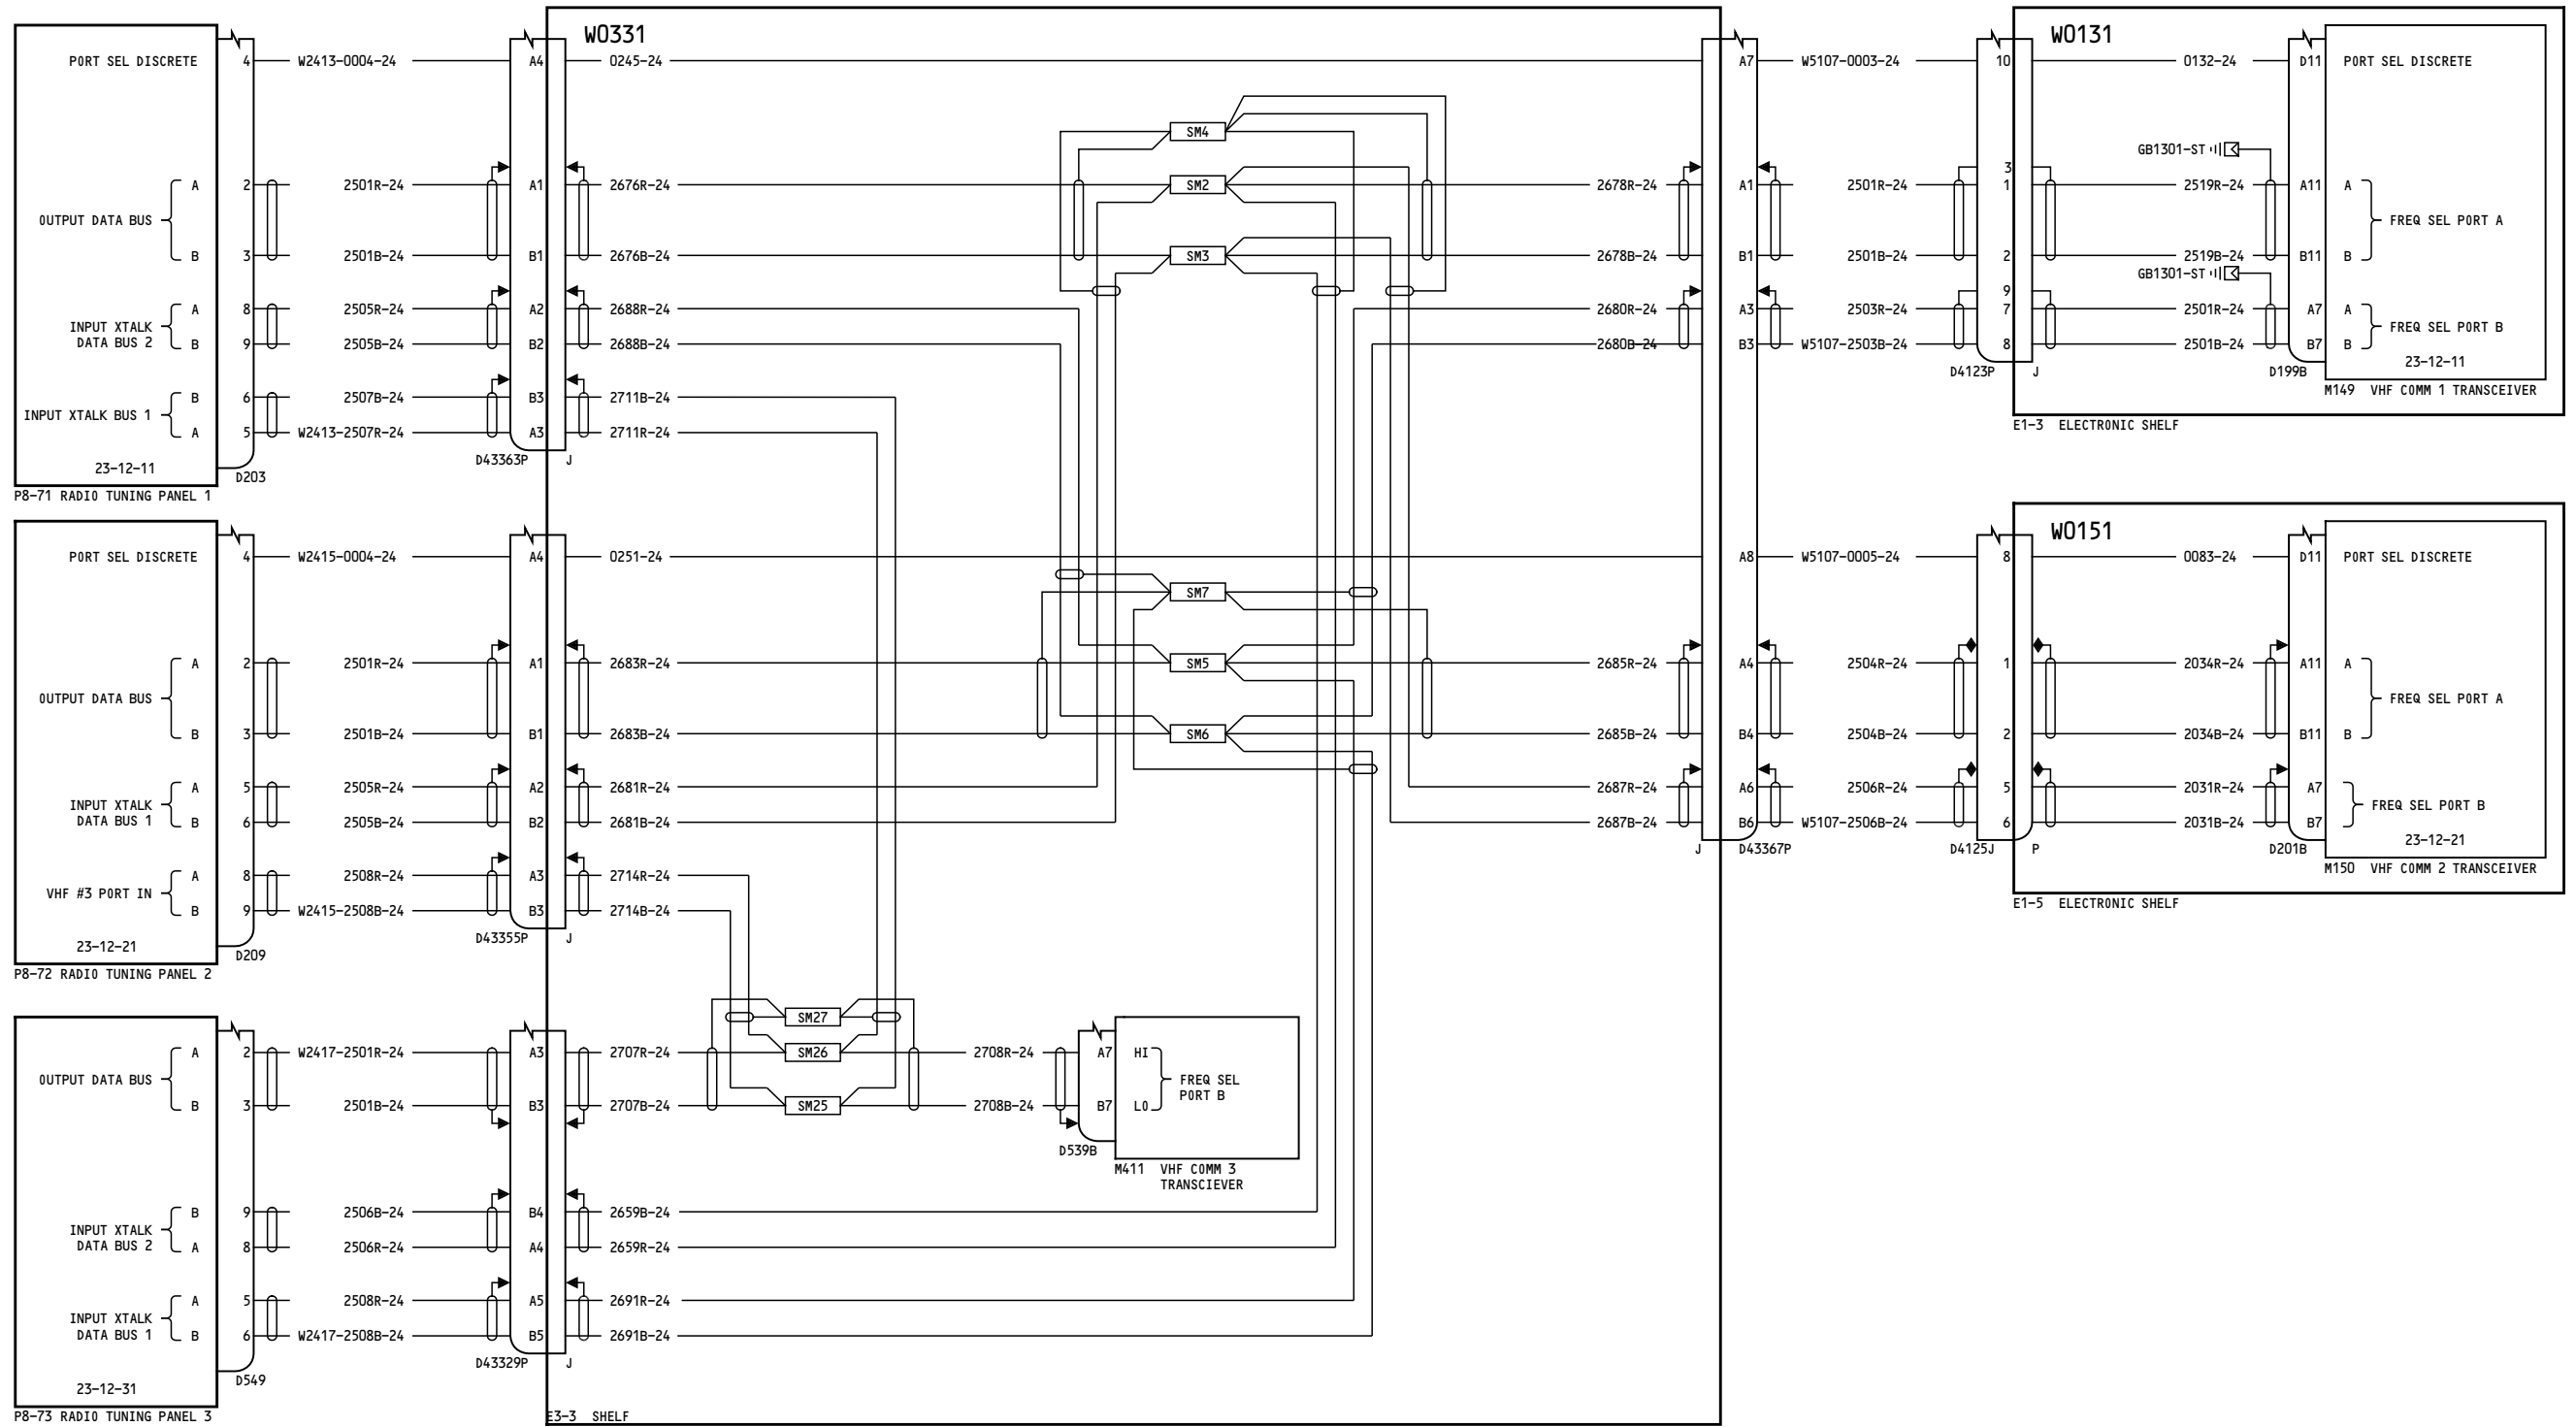 W0331
W0131
PORT SEL DISCRETE 4 W2413-0004-24 A4 0245-24 A7 W5107-0003-24 10 0132-24 D11 PORT SEL DISCRETE
SM4
GB1301-ST
3
A 2 2501R-24 A1 2676R-24 SM2 2678R-24 A1 2501R-24 1 2519R-24 A11 A
OUTPUT DATA BUS
FREQ SEL PORT A
B 3 2501B-24 B1 2676B-24 SM3 2678B-24 B1 2501B-24 2 2519B-24 B11 B
GB1301-ST
9
A 8 2505R-24 A2 2688R-24 2680R-24 A3 2503R-24 7 2501R-24 A7 A
INPUT XTALK
DATA BUS 2
FREQ SEL PORT B
B 9 2505B-24 B2 2688B-24 2680B-24 B3 W5107-2503B-24 8 2501B-24 B7 B
23-12-11
D4123P J D199B
M149 VHF COMM 1 TRANSCEIVER
B 6 2507B-24 B3 2711B-24
INPUT XTALK BUS 1
E1-3 ELECTRONIC SHELF
A 5 W2413-2507R-24 A3 2711R-24
D43363P J
23-12-11
D203
P8-71 RADIO TUNING PANEL 1
W0151
PORT SEL DISCRETE 4 W2415-0004-24 A4 0251-24 A8 W5107-0005-24 8 0083-24 D11 PORT SEL DISCRETE
SM7
A 2 2501R-24 A1 2683R-24 SM5 2685R-24 A4 2504R-24 1 2034R-24 A11 A
OUTPUT DATA BUS
FREQ SEL PORT A
B 3 2501B-24 B1 2683B-24 SM6 2685B-24 B4 2504B-24 2 2034B-24 B11 B
A 5 2505R-24 A2 2681R-24 2687R-24 A6 2506R-24 5 2031R-24 A7
INPUT XTALK
DATA BUS 1
FREQ SEL PORT B
B 6 2505B-24 B2 2681B-24 2687B-24 B6 W5107-2506B-24 6 2031B-24 B7
23-12-21
J D43367P D4125J P D201B
M150 VHF COMM 2 TRANSCEIVER
A 8 2508R-24 A3 2714R-24
VHF #3 PORT IN
E1-5 ELECTRONIC SHELF
B 9 W2415-2508B-24 B3 2714B-24
D43355P J
23-12-21
D209
P8-72 RADIO TUNING PANEL 2
SM27
A 2 W2417-2501R-24 A3 2707R-24 SM26 2708R-24 A7 HI
OUTPUT DATA BUS
FREQ SEL
PORT B
B 3 2501B-24 B3 2707B-24 SM25 2708B-24 B7 LO
D539B
M411 VHF COMM 3
TRANSCIEVER
B 9 2506B-24 B4 2659B-24
INPUT XTALK
DATA BUS 2
A 8 2506R-24 A4 2659R-24
A 5 2508R-24 A5 2691R-24
INPUT XTALK
DATA BUS 1
B 6 W2417-2508B-24 B5 2691B-24
D43329P J
D549
23-12-31
P8-73 RADIO TUNING PANEL 3
E3-3 SHELF